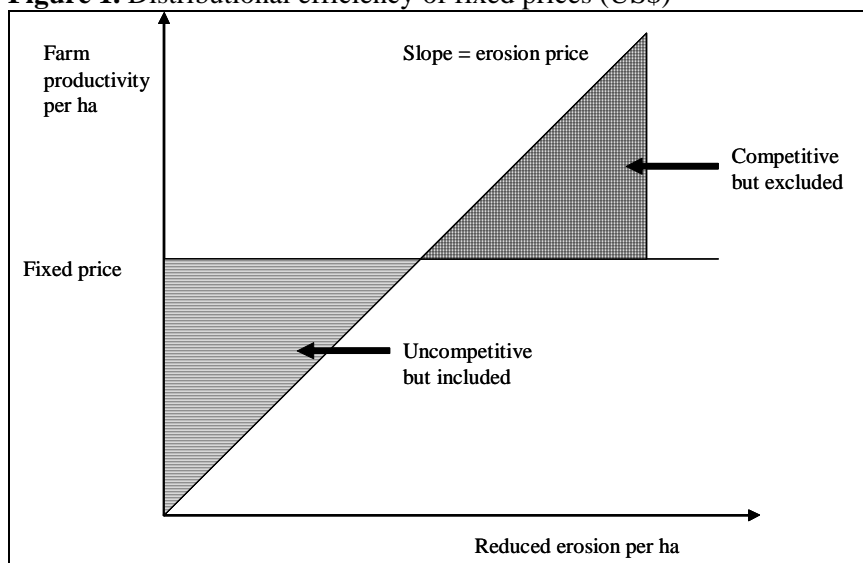 Figure 1. Distributional efficiency of fixed prices (US$)
Farm
productivity
per ha
Slope = erosion price
Competitive
but excluded
Fixed price
Uncompetitive
but included
Reduced erosion per ha